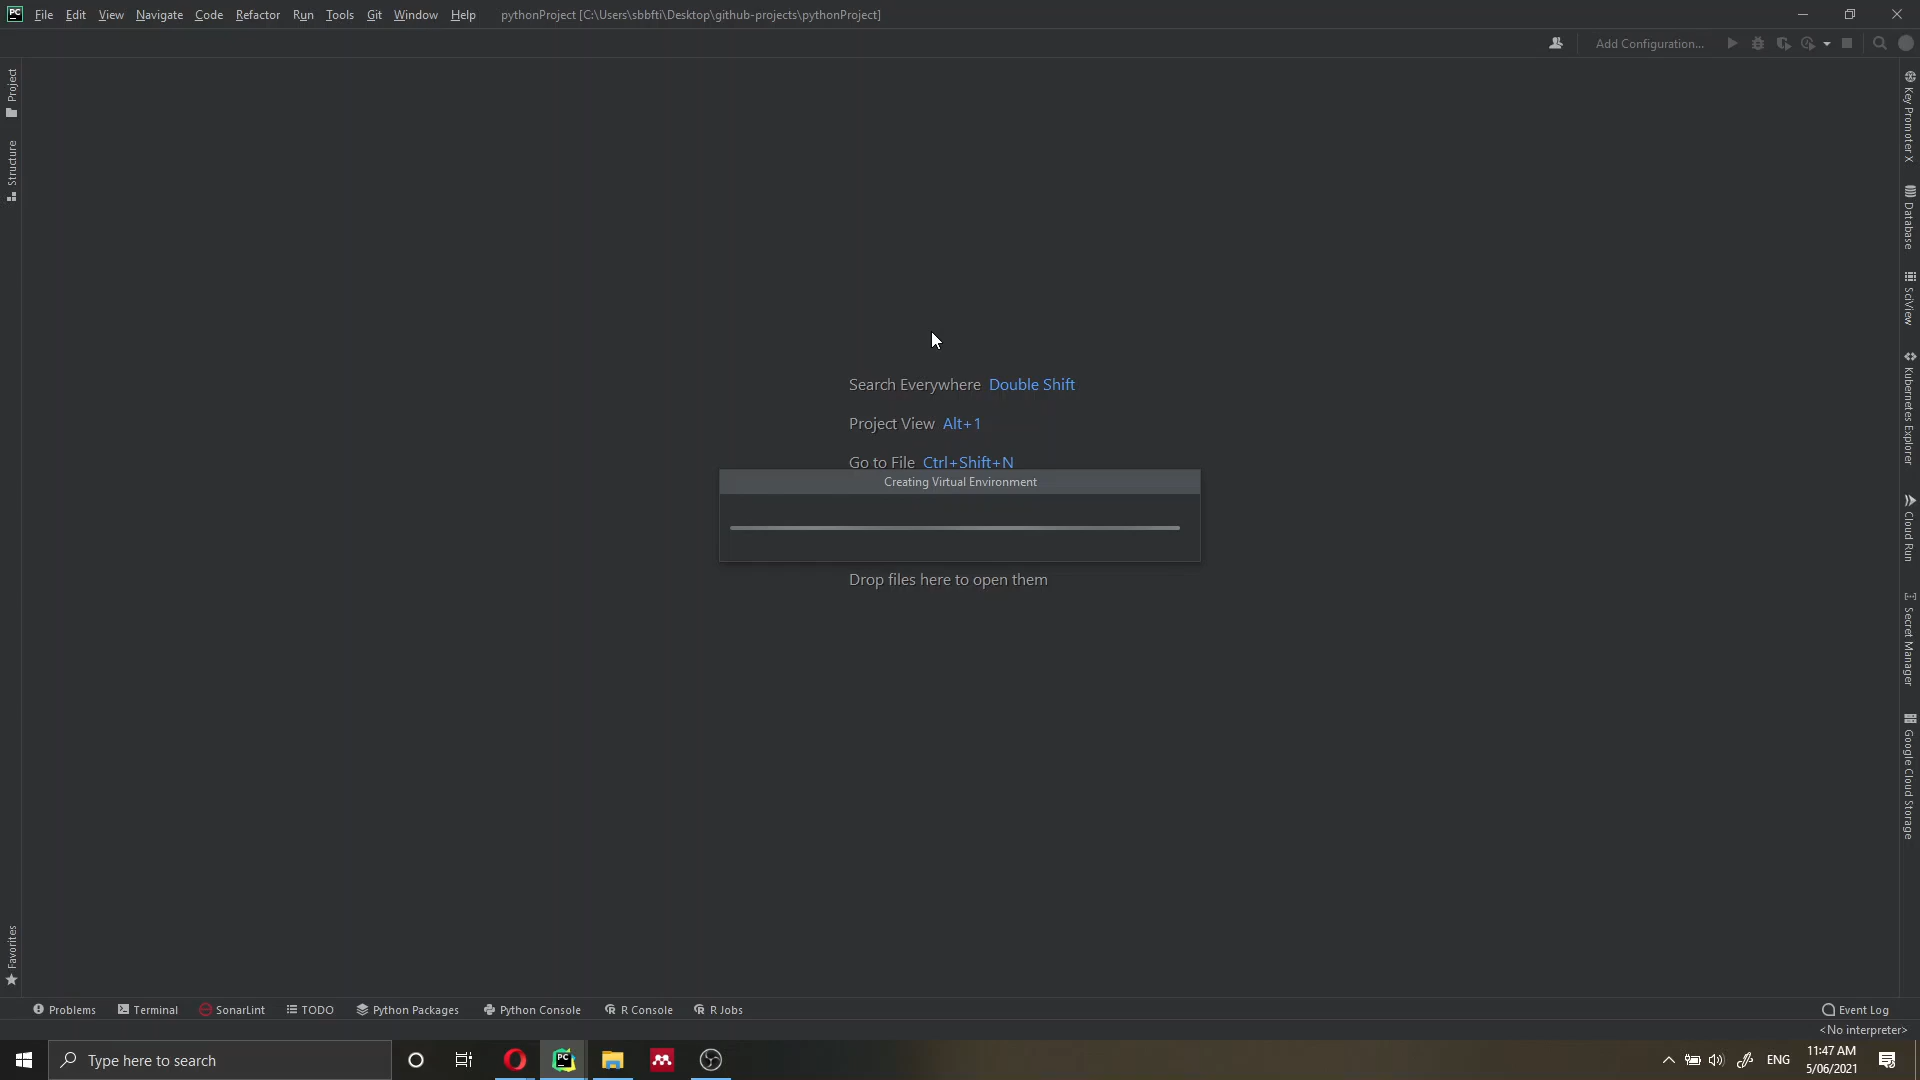 PC File Edit View Navigate Code Refactor Run Tools Git Window Help pythonProject [C:\Users\sbbfti\Desktop\github-projects\pythonProject]
Add Configuration...
Project
Structure
Favorites
Search Everywhere Double Shift
Project View Alt+1
Go to File Ctrl+Shift+N
Creating Virtual Environment
Drop files here to open them
Key Promoter X
Database
SciView
Kubernetes Explorer
Cloud Run
Secret Manager
Google Cloud Storage
Problems Terminal SonarLint TODO Python Packages Python Console R Console R Jobs Event Log
<No interpreter>
Type here to search PC ENG 11:47 AM
5/06/2021